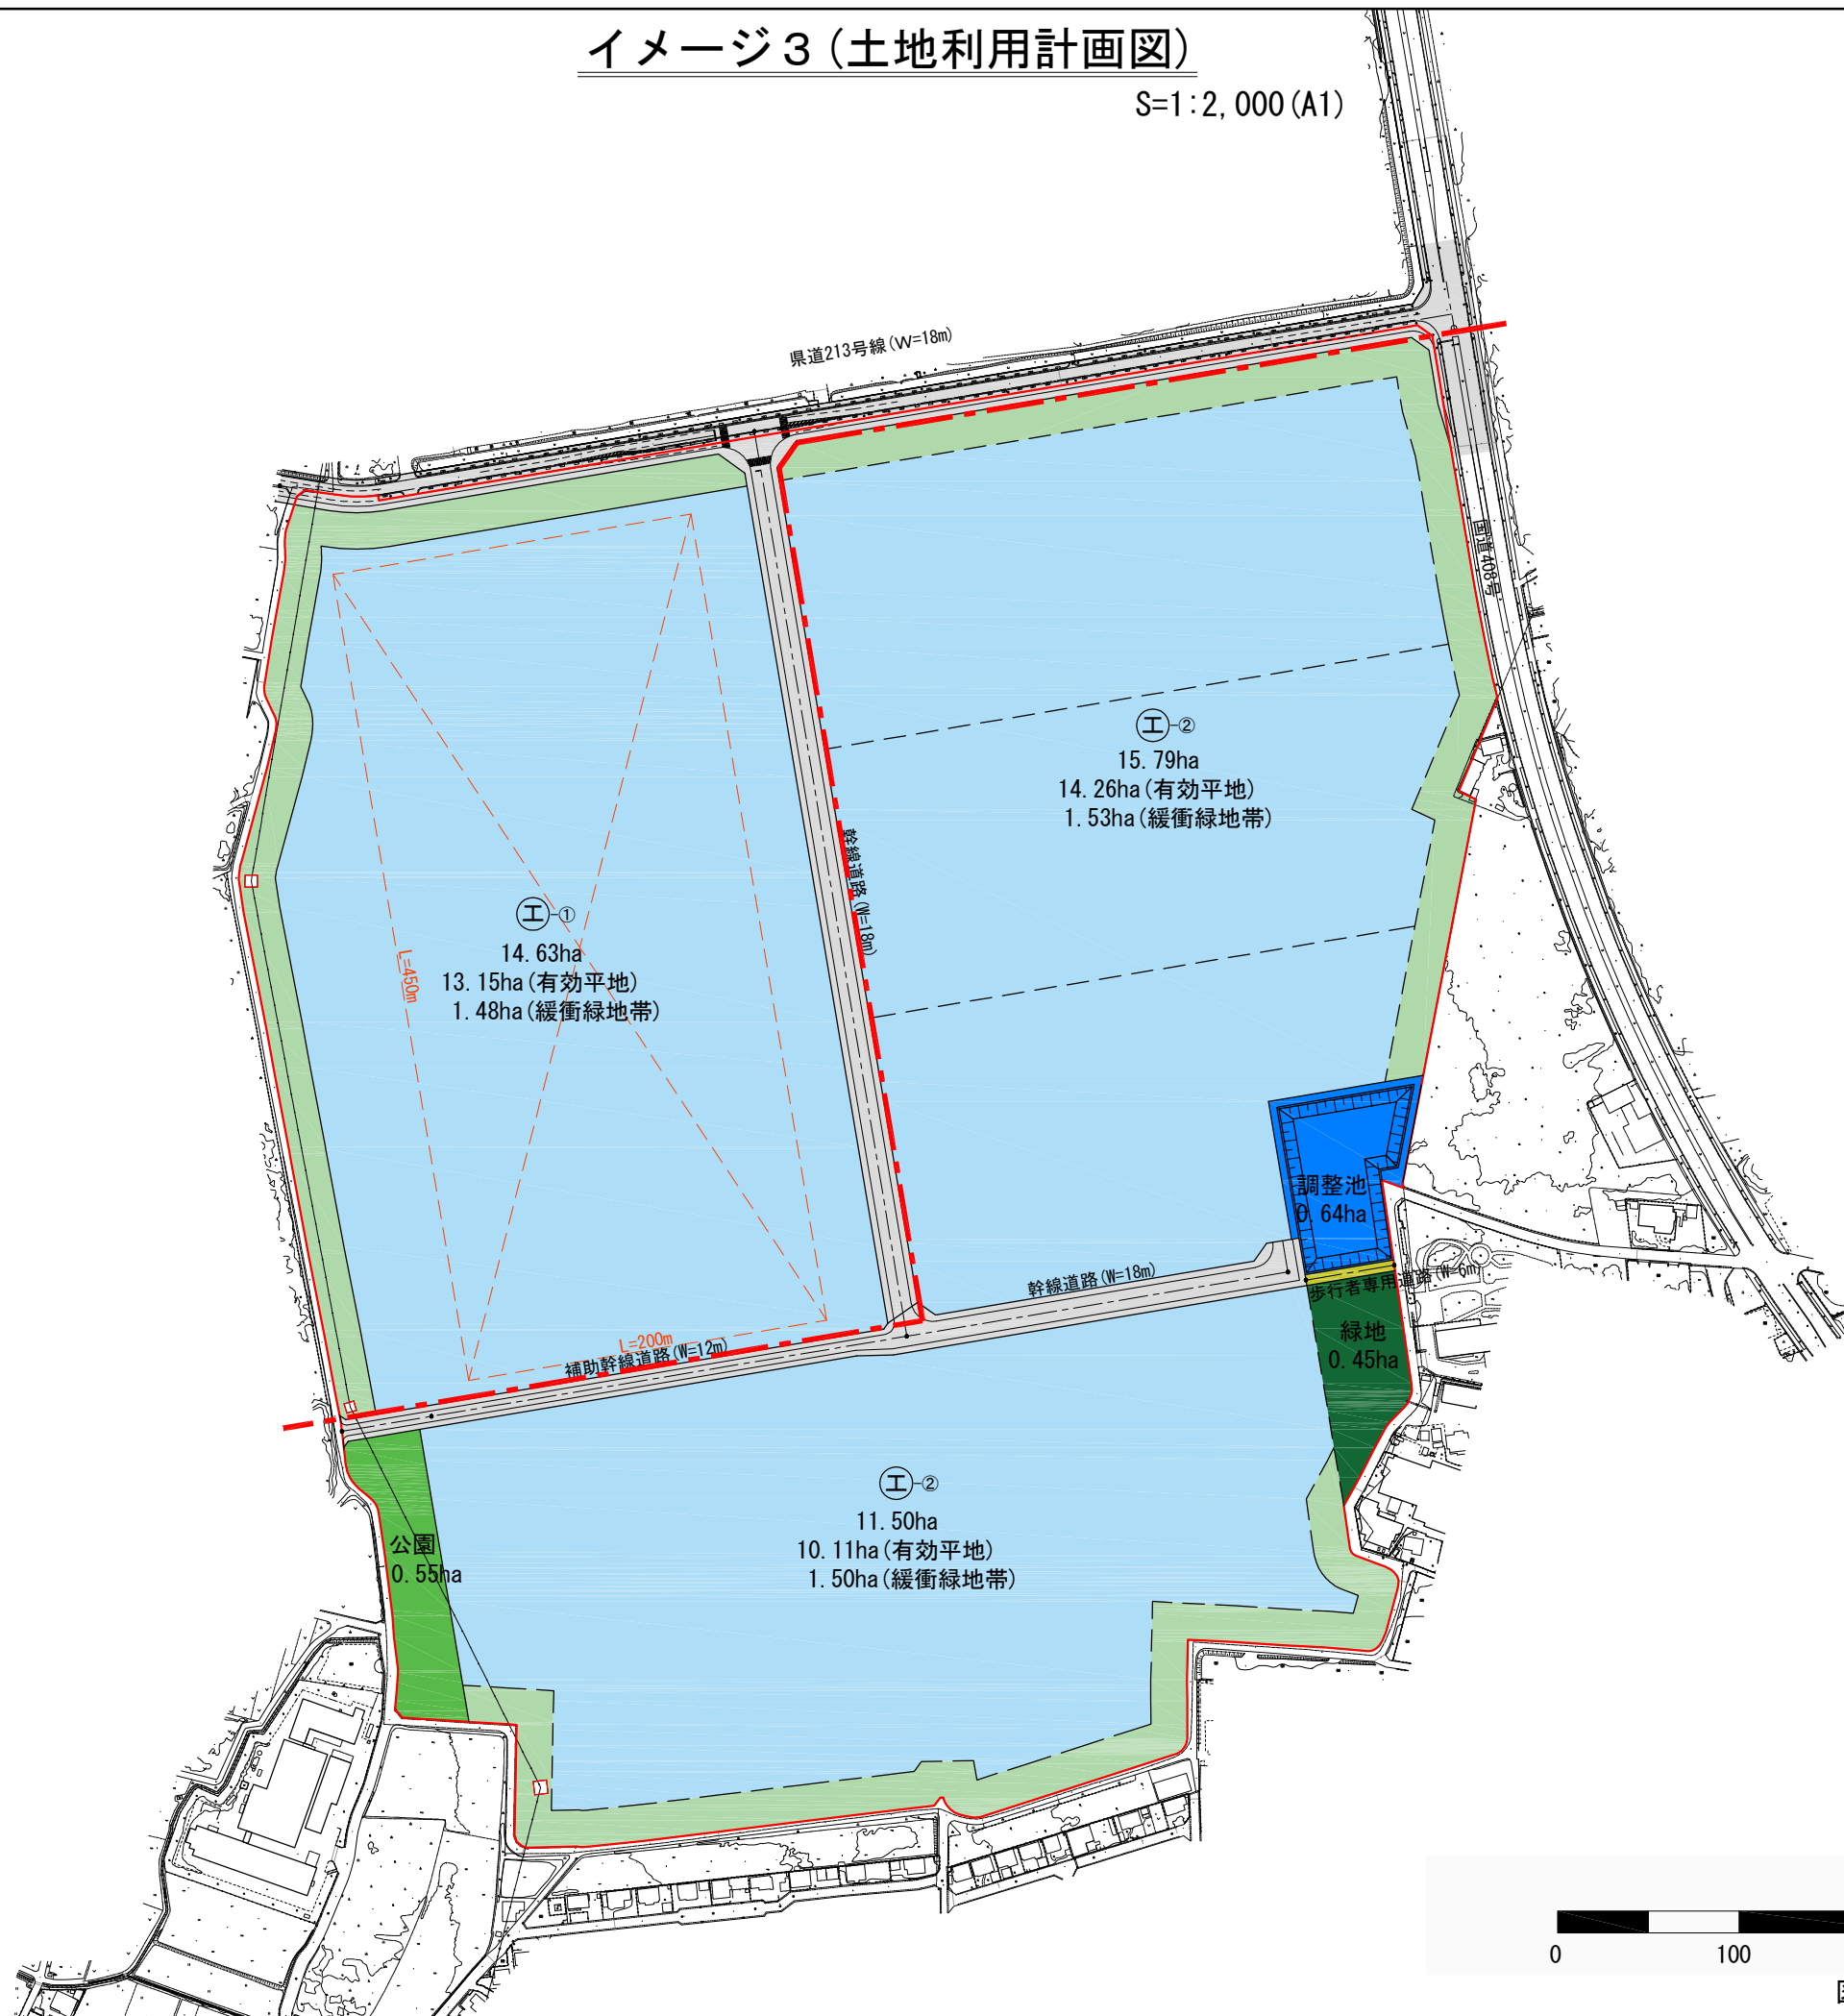 イメージ3(土地利用計画図)
S=1:2,000(A1)
県道213号線(W=18m)
国道408号
工-②
15.79ha
14.26ha(有効平地)
1.53ha(緩衝緑地帯)
幹線道路(W=18m)
工-①
14.63ha
13.15ha(有効平地)
1.48ha(緩衝緑地帯)
L=450m
調整池
0.64ha
幹線道路(W=18m)
歩行者専用道路(W=6m)
L=200m
補助幹線道路(W=12m)
緑地
0.45ha
工-②
11.50ha
10.11ha(有効平地)
1.50ha(緩衝緑地帯)
公園
0.55ha
0
100